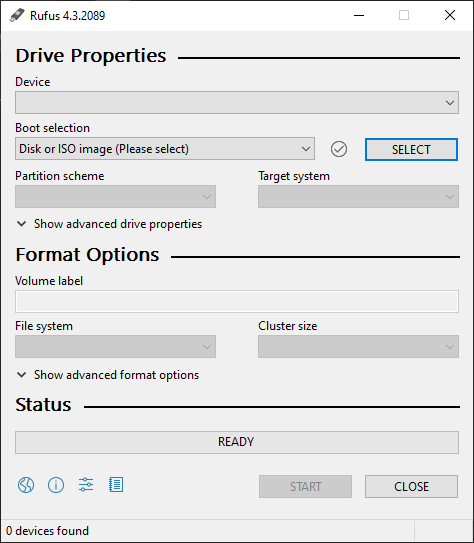 Rufus 4.3.2089
Drive Properties
Device
Boot selection
Disk or ISO image (Please select)
SELECT
Partition scheme
Target system
Show advanced drive properties
Format Options
Volume label
File system
Cluster size
Show advanced format options
Status
READY
START
CLOSE
0 devices found